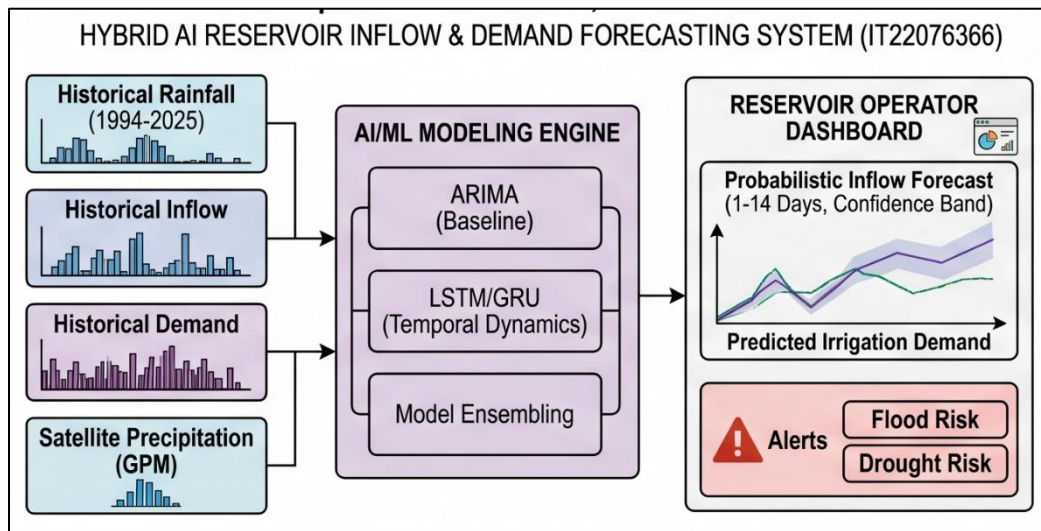 HYBRID AI RESERVOIR INFLOW & DEMAND FORECASTING SYSTEM (IT22076366)
Historical Rainfall
(1994-2025)
Historical Inflow
Historical Demand
Satellite Precipitation
(GPM)
AI/ML MODELING ENGINE
ARIMA
(Baseline)
LSTM/GRU
(Temporal Dynamics)
Model Ensembling
RESERVOIR OPERATOR
DASHBOARD
Probabilistic Inflow Forecast
(1-14 Days, Confidence Band)
Predicted Irrigation Demand
Alerts
Flood Risk
Drought Risk